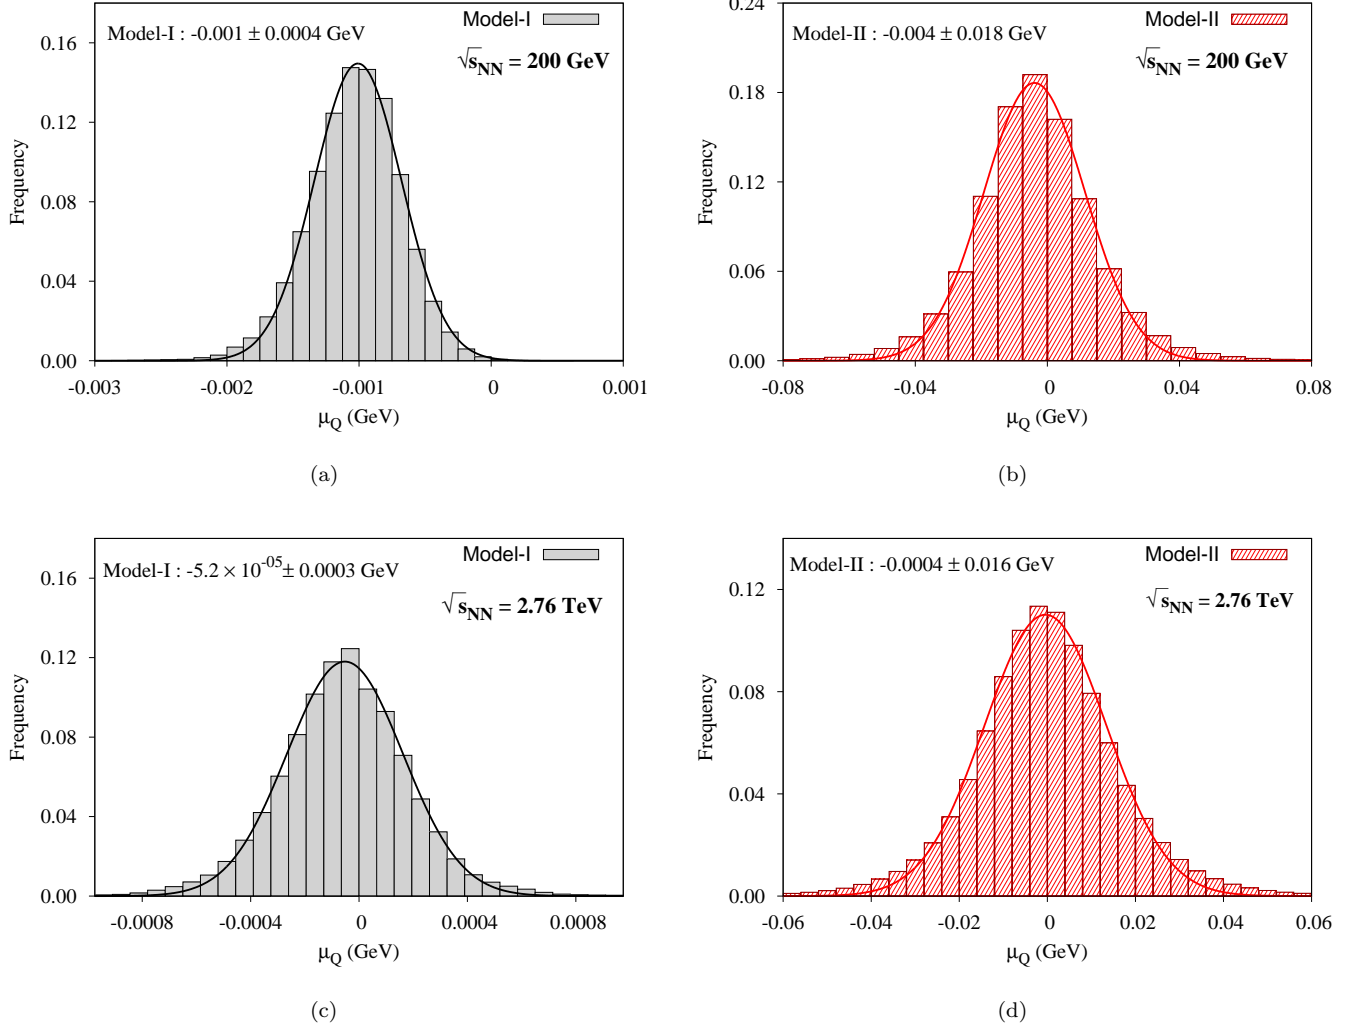 Model-I
Model-I : -0.001 ± 0.0004 GeV
√sNN = 200 GeV
0.16
0.12
0.08
0.04
0.00
Frequency
-0.003 -0.002 -0.001 0 0.001
μQ (GeV)
(a)
0.24
Model-II
Model-II : -0.004 ± 0.018 GeV
√sNN = 200 GeV
0.18
0.12
0.06
0.00
Frequency
-0.08 -0.04 0 0.04 0.08
μQ (GeV)
(b)
Model-I
Model-I : -5.2 × 10-05± 0.0003 GeV
√sNN = 2.76 TeV
0.16
0.12
0.08
0.04
0.00
Frequency
-0.0008 -0.0004 0 0.0004 0.0008
μQ (GeV)
(c)
Model-II
Model-II : -0.0004 ± 0.016 GeV
√sNN = 2.76 TeV
0.12
0.08
0.04
0.00
Frequency
-0.06 -0.04 -0.02 0 0.02 0.04 0.06
μQ (GeV)
(d)